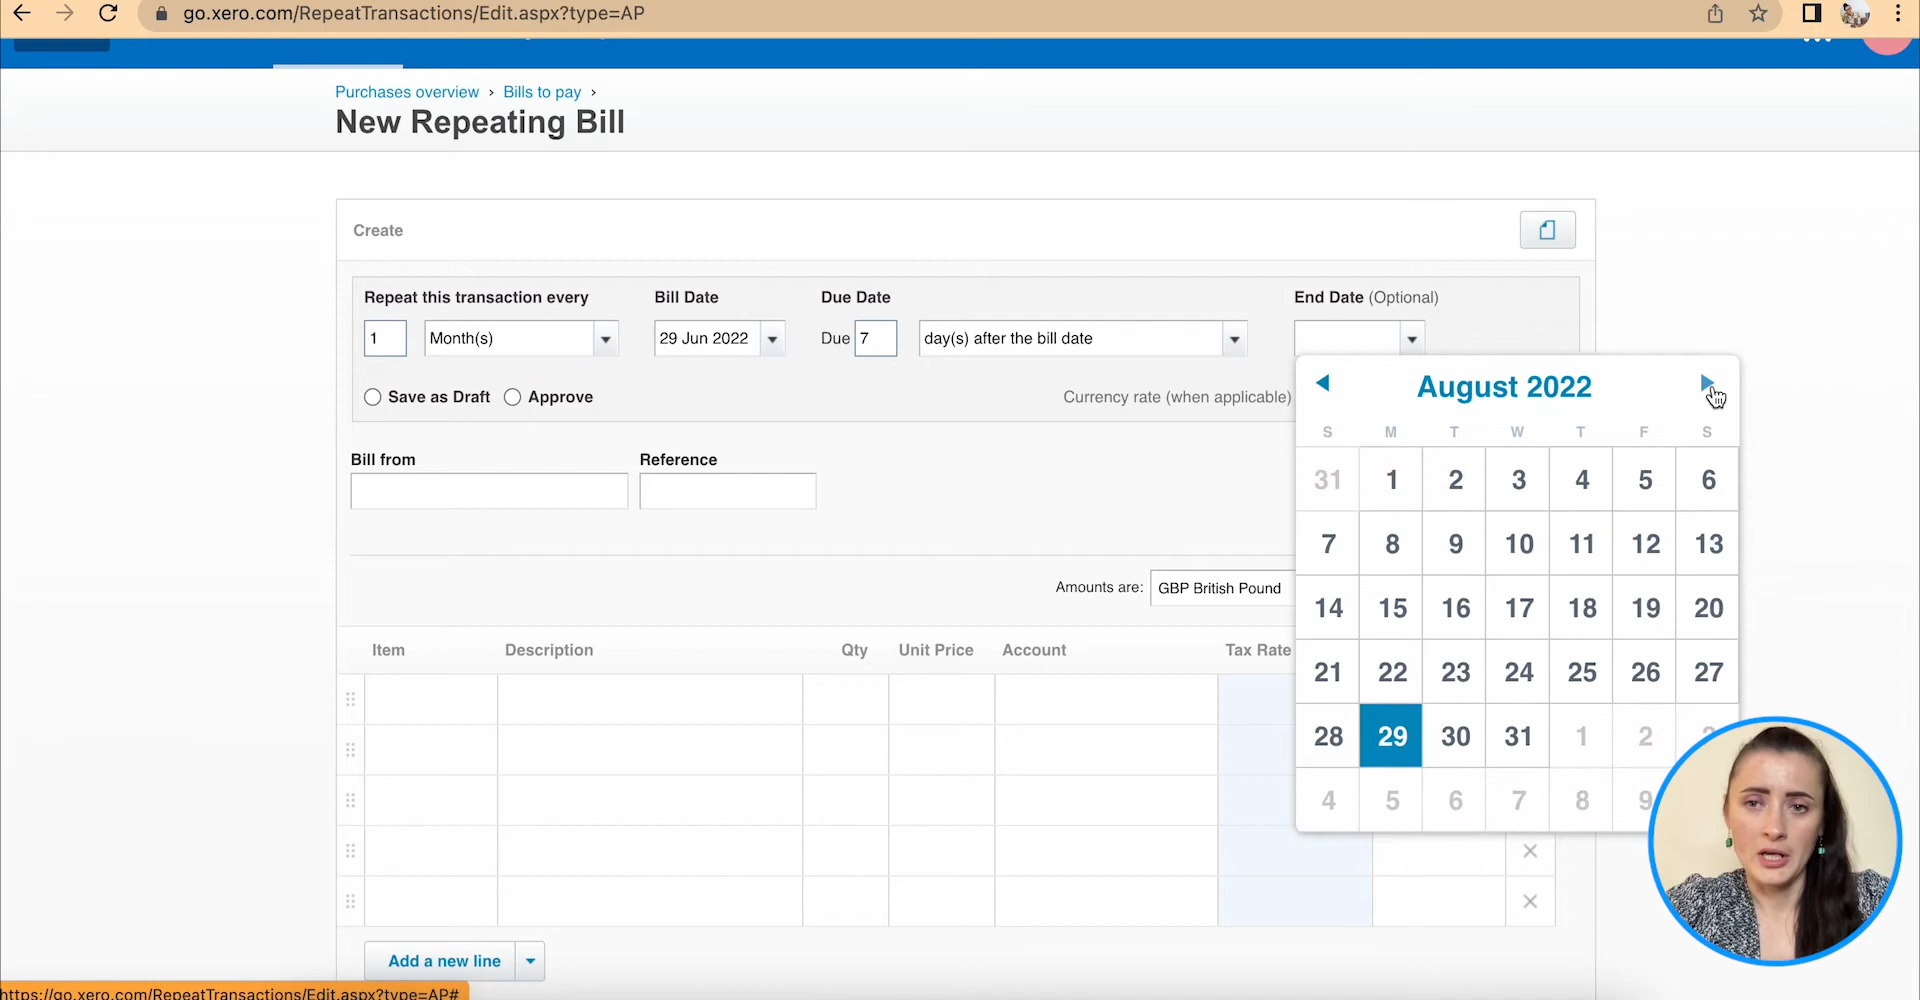 go.xero.com/RepeatTransactions/Edit.aspx?type=AP
Purchases overview › Bills to pay ›
New Repeating Bill
Create
Repeat this transaction every
Bill Date
Due Date
End Date (Optional)
1
Month(s)
29 Jun 2022
Due
7
day(s) after the bill date
Save as Draft
Approve
Currency rate (when applicable)
August 2022
S M T W T F S
31 1 2 3 4 5 6
7 8 9 10 11 12 13
14 15 16 17 18 19 20
21 22 23 24 25 26 27
28 29 30 31 1 2
4 5 6 7 8 9
Bill from
Reference
Amounts are:
GBP British Pound
Item
Description
Qty
Unit Price
Account
Tax Rate
Add a new line
https://go.xero.com/RepeatTransactions/Edit.aspx?type=AP#